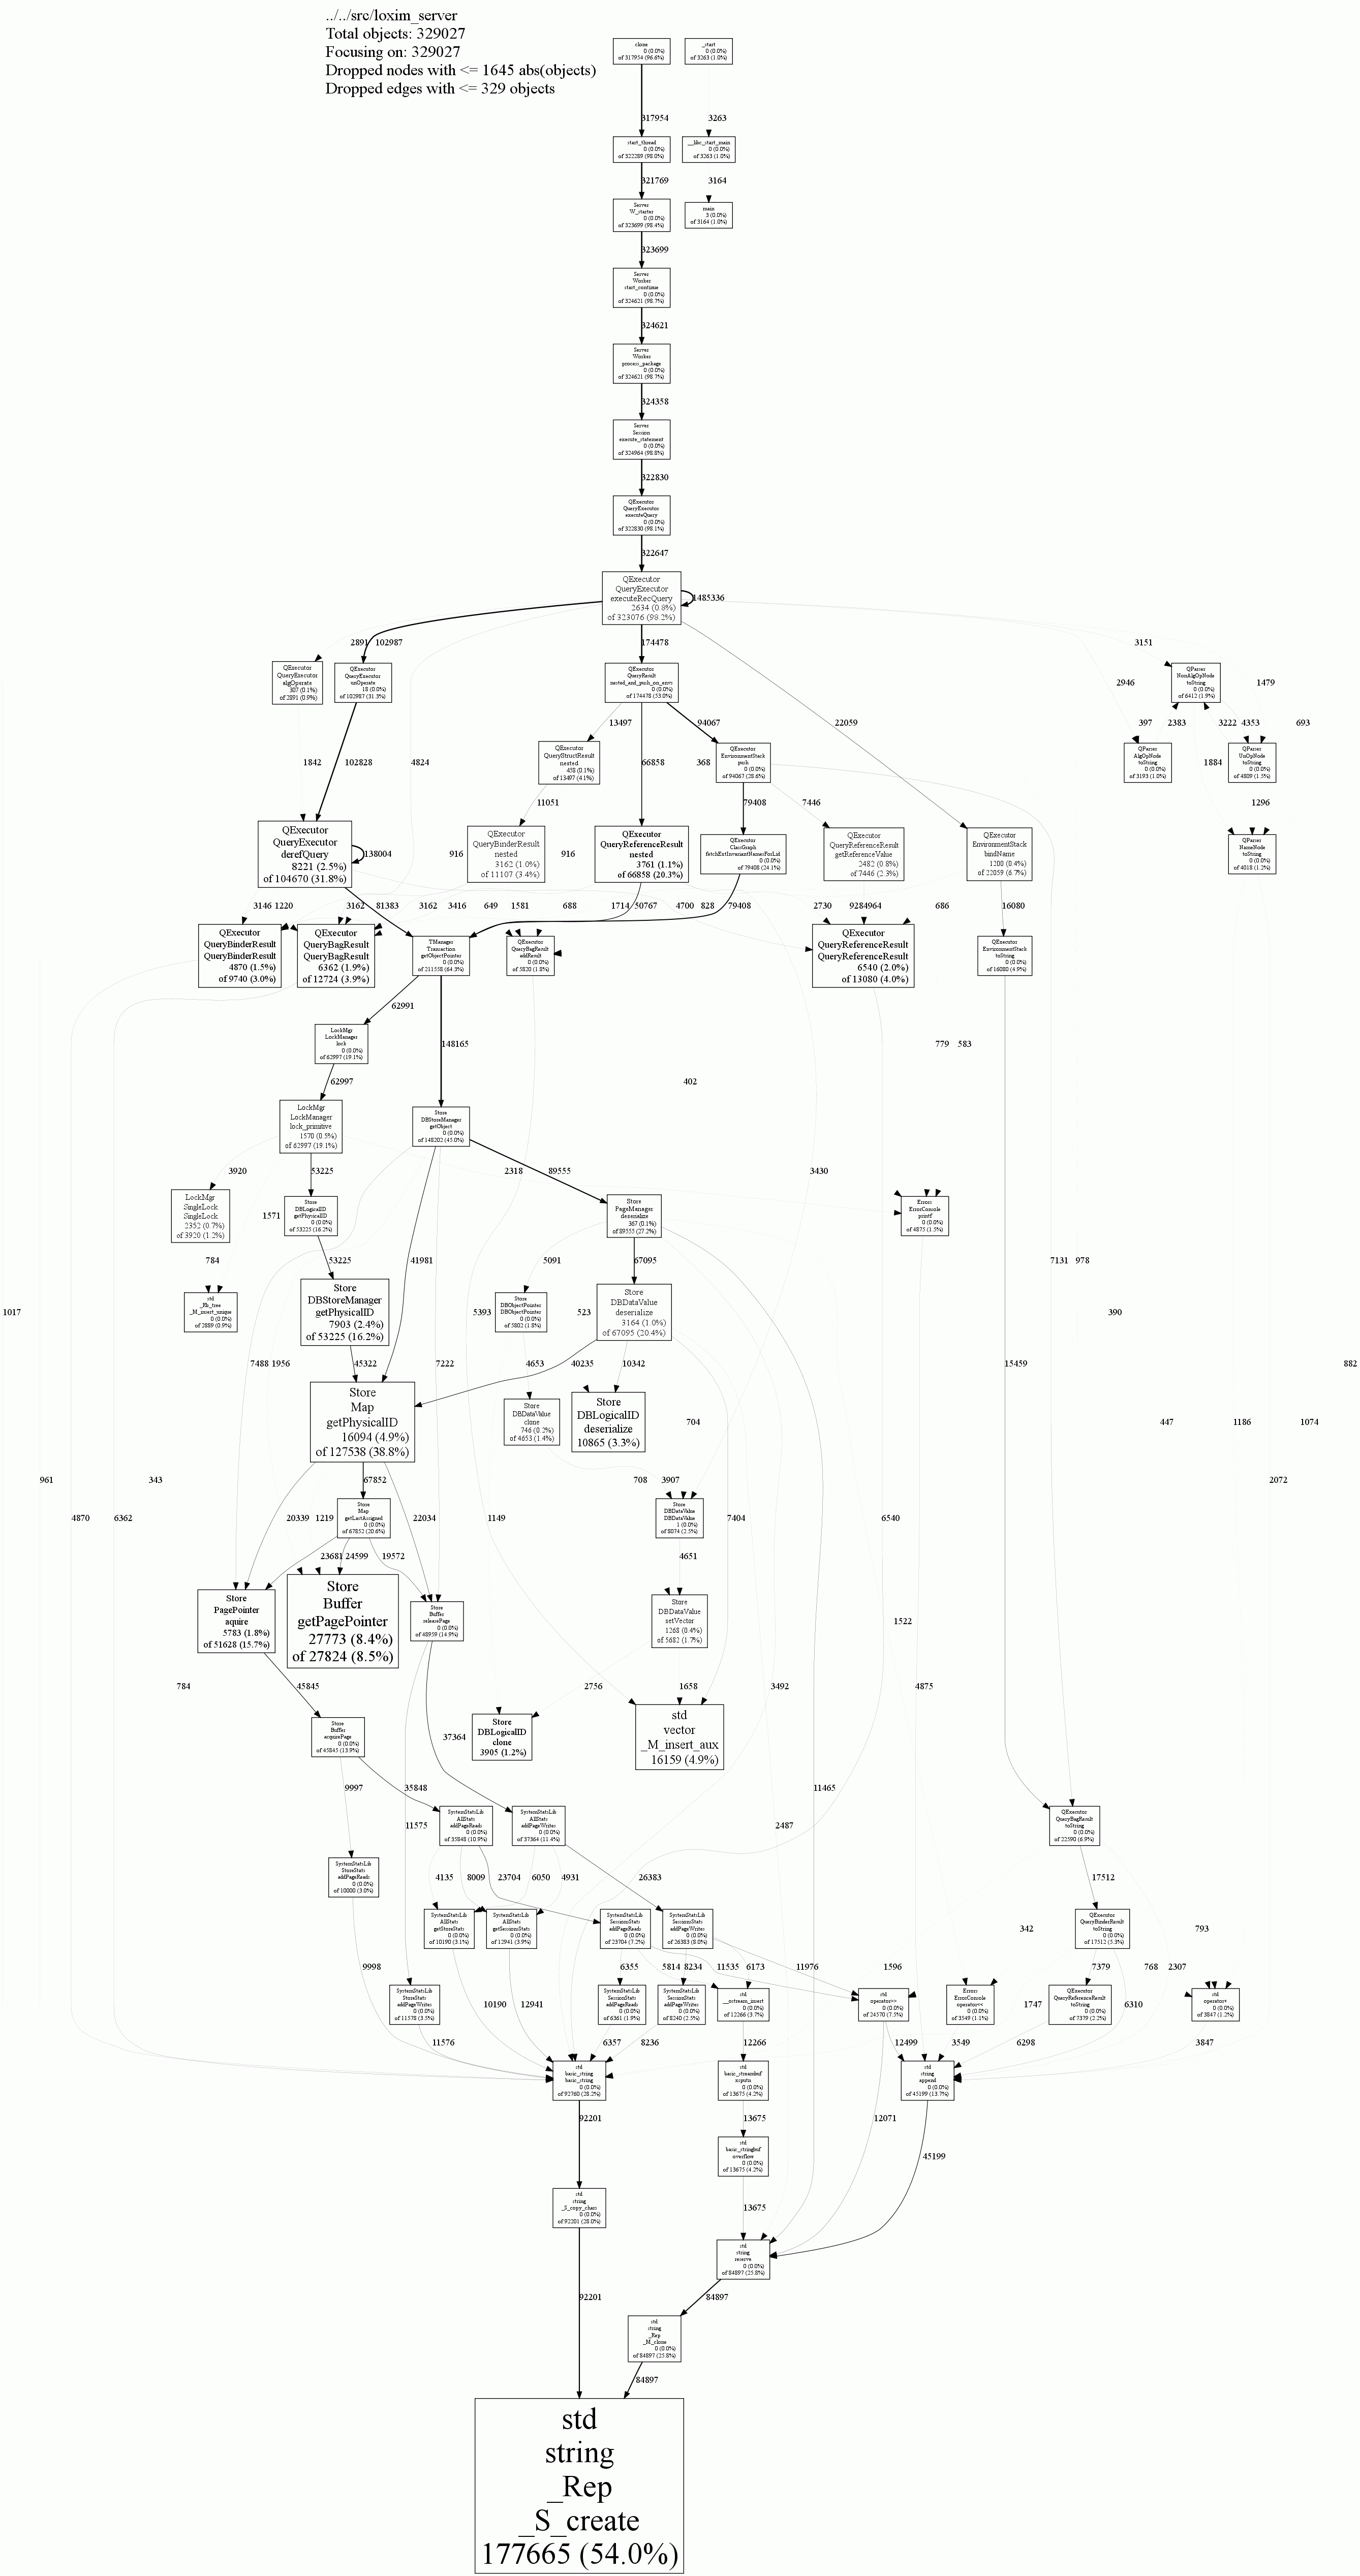 ../../src/loxim_server
Total objects: 329027
Focusing on: 329027
Dropped nodes with <= 1645 abs(objects)
Dropped edges with <= 329 objects
clone
0 (0.0%)
of 317954 (96.6%)
_start
0 (0.0%)
of 3263 (1.0%)
317954
3263
start_thread
0 (0.0%)
of 322289 (98.0%)
__libc_start_main
0 (0.0%)
of 3263 (1.0%)
321769
3164
Server
W_starter
0 (0.0%)
of 323699 (98.4%)
main
3 (0.0%)
of 3164 (1.0%)
323699
Server
Worker
start_continue
0 (0.0%)
of 324621 (98.7%)
324621
Server
Worker
process_package
0 (0.0%)
of 324621 (98.7%)
324358
Server
Session
execute_statement
0 (0.0%)
of 324964 (98.8%)
322830
QExecutor
QueryExecutor
executeQuery
0 (0.0%)
of 322830 (98.1%)
322647
QExecutor
QueryExecutor
executeRecQuery
2634 (0.8%)
of 323076 (98.2%)
1485336
2891
102987
174478
3151
QExecutor
QueryExecutor
algOperate
307 (0.1%)
of 2891 (0.9%)
QExecutor
QueryExecutor
unOperate
18 (0.0%)
of 102987 (31.3%)
QExecutor
QueryResult
nested_and_push_on_envs
0 (0.0%)
of 174478 (53.0%)
QParser
NonAlgOpNode
toString
0 (0.0%)
of 6412 (1.9%)
2946
1479
13497
94067
22059
397
2383
3222
4353
693
QExecutor
QueryStructResult
nested
458 (0.1%)
of 13497 (4.1%)
QExecutor
EnvironmentStack
push
0 (0.0%)
of 94067 (28.6%)
QParser
AlgOpNode
toString
0 (0.0%)
of 3193 (1.0%)
QParser
UnOpNode
toString
0 (0.0%)
of 4809 (1.5%)
1842
102828
4824
66858
368
1884
11051
79408
7446
1296
QExecutor
QueryExecutor
derefQuery
8221 (2.5%)
of 104670 (31.8%)
138004
QExecutor
QueryBinderResult
nested
3162 (1.0%)
of 11107 (3.4%)
QExecutor
QueryReferenceResult
nested
3761 (1.1%)
of 66858 (20.3%)
QExecutor
ClassGraph
fetchExtInvariantNamesForLid
0 (0.0%)
of 79408 (24.1%)
QExecutor
QueryReferenceResult
getReferenceValue
2482 (0.8%)
of 7446 (2.3%)
QExecutor
EnvironmentStack
bindName
1200 (0.4%)
of 22059 (6.7%)
QParser
NameNode
toString
0 (0.0%)
of 4018 (1.2%)
916
916
3146
1220
3162
81383
3162
3416
649
1581
688
1714
50767
4700
828
79408
2730
928
4964
686
16080
QExecutor
QueryBinderResult
QueryBinderResult
4870 (1.5%)
of 9740 (3.0%)
QExecutor
QueryBagResult
QueryBagResult
6362 (1.9%)
of 12724 (3.9%)
TManager
Transaction
getObjectPointer
0 (0.0%)
of 211558 (64.3%)
QExecutor
QueryBagResult
addResult
0 (0.0%)
of 5820 (1.8%)
QExecutor
QueryReferenceResult
QueryReferenceResult
6540 (2.0%)
of 13080 (4.0%)
QExecutor
EnvironmentStack
toString
0 (0.0%)
of 16080 (4.9%)
62991
LockMgr
LockManager
lock
0 (0.0%)
of 62997 (19.1%)
148165
779
583
62997
402
LockMgr
LockManager
lock_primitive
1570 (0.5%)
of 62997 (19.1%)
Store
DBStoreManager
getObject
0 (0.0%)
of 148202 (45.0%)
3920
53225
2318
89555
3430
LockMgr
SingleLock
SingleLock
2352 (0.7%)
of 3920 (1.2%)
1571
Store
DBLogicalID
getPhysicalID
0 (0.0%)
of 53225 (16.2%)
Store
PageManager
deserialize
367 (0.1%)
of 89555 (27.2%)
Errors
ErrorConsole
printf
0 (0.0%)
of 4875 (1.5%)
784
53225
41981
5091
67095
7131
978
std
_Rb_tree
_M_insert_unique
0 (0.0%)
of 2889 (0.9%)
Store
DBStoreManager
getPhysicalID
7903 (2.4%)
of 53225 (16.2%)
Store
DBObjectPointer
DBObjectPointer
0 (0.0%)
of 5802 (1.8%)
Store
DBDataValue
deserialize
3164 (1.0%)
of 67095 (20.4%)
1017
5393
523
390
7488
1956
45322
7222
4653
40235
10342
15459
882
Store
Map
getPhysicalID
16094 (4.9%)
of 127538 (38.8%)
Store
DBDataValue
clone
746 (0.2%)
of 4653 (1.4%)
Store
DBLogicalID
deserialize
10865 (3.3%)
704
447
1186
1074
961
343
67852
708
3907
2072
4870
6362
20339
1219
Store
Map
getLastAssigned
0 (0.0%)
of 67852 (20.6%)
22034
1149
Store
DBDataValue
DBDataValue
1 (0.0%)
of 8074 (2.5%)
7404
6540
23681
24599
19572
4651
Store
PagePointer
aquire
5783 (1.8%)
of 51628 (15.7%)
Store
Buffer
getPagePointer
27773 (8.4%)
of 27824 (8.5%)
Store
Buffer
releasePage
0 (0.0%)
of 48959 (14.9%)
Store
DBDataValue
setVector
1268 (0.4%)
of 5682 (1.7%)
1522
784
45845
2756
1658
3492
4875
Store
Buffer
acquirePage
0 (0.0%)
of 45845 (13.9%)
37364
Store
DBLogicalID
clone
3905 (1.2%)
std
vector
_M_insert_aux
16159 (4.9%)
9997
35848
11465
11575
SystemStatsLib
AllStats
addPageReads
0 (0.0%)
of 35848 (10.9%)
SystemStatsLib
AllStats
addPageWrites
0 (0.0%)
of 37364 (11.4%)
2487
QExecutor
QueryBagResult
toString
0 (0.0%)
of 22590 (6.9%)
SystemStatsLib
StoreStats
addPageReads
0 (0.0%)
of 10000 (3.0%)
4135
8009
23704
6050
4931
26383
17512
SystemStatsLib
AllStats
getStoreStats
0 (0.0%)
of 10190 (3.1%)
SystemStatsLib
AllStats
getSessionsStats
0 (0.0%)
of 12941 (3.9%)
SystemStatsLib
SessionsStats
addPageReads
0 (0.0%)
of 23704 (7.2%)
SystemStatsLib
SessionsStats
addPageWrites
0 (0.0%)
of 26383 (8.0%)
342
QExecutor
QueryBinderResult
toString
0 (0.0%)
of 17512 (5.3%)
793
9998
6355
5814
8234
11535
6173
11976
1596
7379
768
2307
SystemStatsLib
StoreStats
addPageWrites
0 (0.0%)
of 11578 (3.5%)
10190
12941
SystemStatsLib
SessionStats
addPageReads
0 (0.0%)
of 6361 (1.9%)
SystemStatsLib
SessionStats
addPageWrites
0 (0.0%)
of 8240 (2.5%)
std
__ostream_insert
0 (0.0%)
of 12266 (3.7%)
std
operator>>
0 (0.0%)
of 24570 (7.5%)
Errors
ErrorConsole
operator<<
0 (0.0%)
of 3549 (1.1%)
1747
QExecutor
QueryReferenceResult
toString
0 (0.0%)
of 7379 (2.2%)
6310
std
operator+
0 (0.0%)
of 3847 (1.2%)
11576
6357
8236
12266
12499
3549
6298
3847
std
basic_string
basic_string
0 (0.0%)
of 92760 (28.2%)
std
basic_streambuf
xsputn
0 (0.0%)
of 13675 (4.2%)
std
string
append
0 (0.0%)
of 45199 (13.7%)
92201
13675
12071
std
basic_stringbuf
overflow
0 (0.0%)
of 13675 (4.2%)
45199
std
string
_S_copy_chars
0 (0.0%)
of 92201 (28.0%)
13675
std
string
reserve
0 (0.0%)
of 84897 (25.8%)
92201
84897
std
string
_Rep
_M_clone
0 (0.0%)
of 84897 (25.8%)
84897
std
string
_Rep
_S_create
177665 (54.0%)